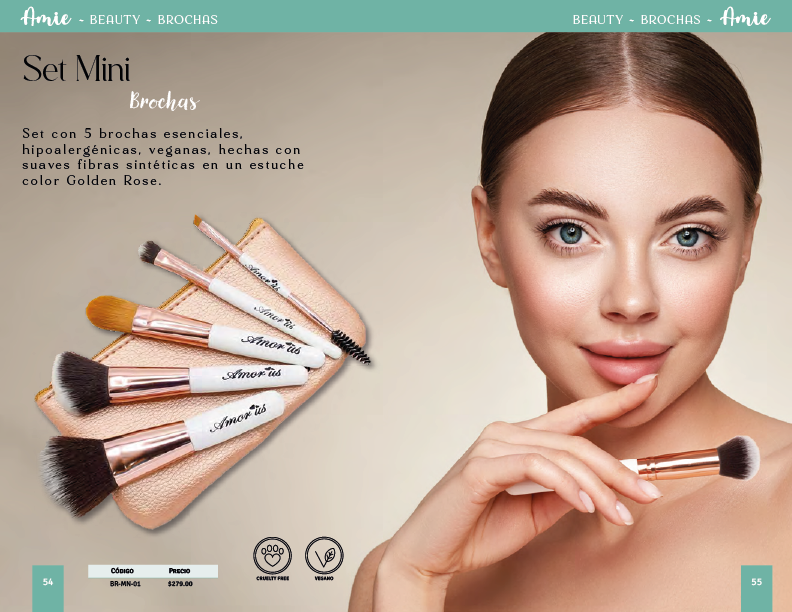 Amie ~ BEAUTY ~ BROCHAS
BEAUTY ~ BROCHAS ~ Amie
Set Mini
Brochas
Set con 5 brochas esenciales,
hipoalergénicas, veganas, hechas con
suaves fibras sintéticas en un estuche
color Golden Rose.
Amor us
Amor us
Amor us
Amor us
Amor us
CRUELTY FREE
VEGANO
Código Precio
BR-MN-01 $279.00
54
55